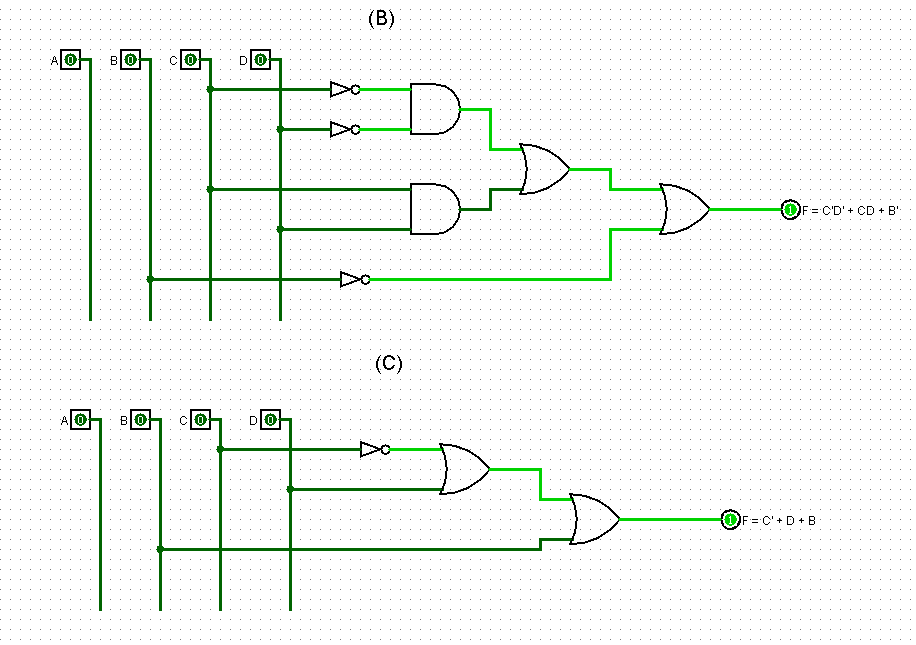 (B)
A 0 B 0 C 0 D 0
1 F = C'D' + CD + B'
(C)
A 0 B 0 C 0 D 0
1 F = C' + D + B